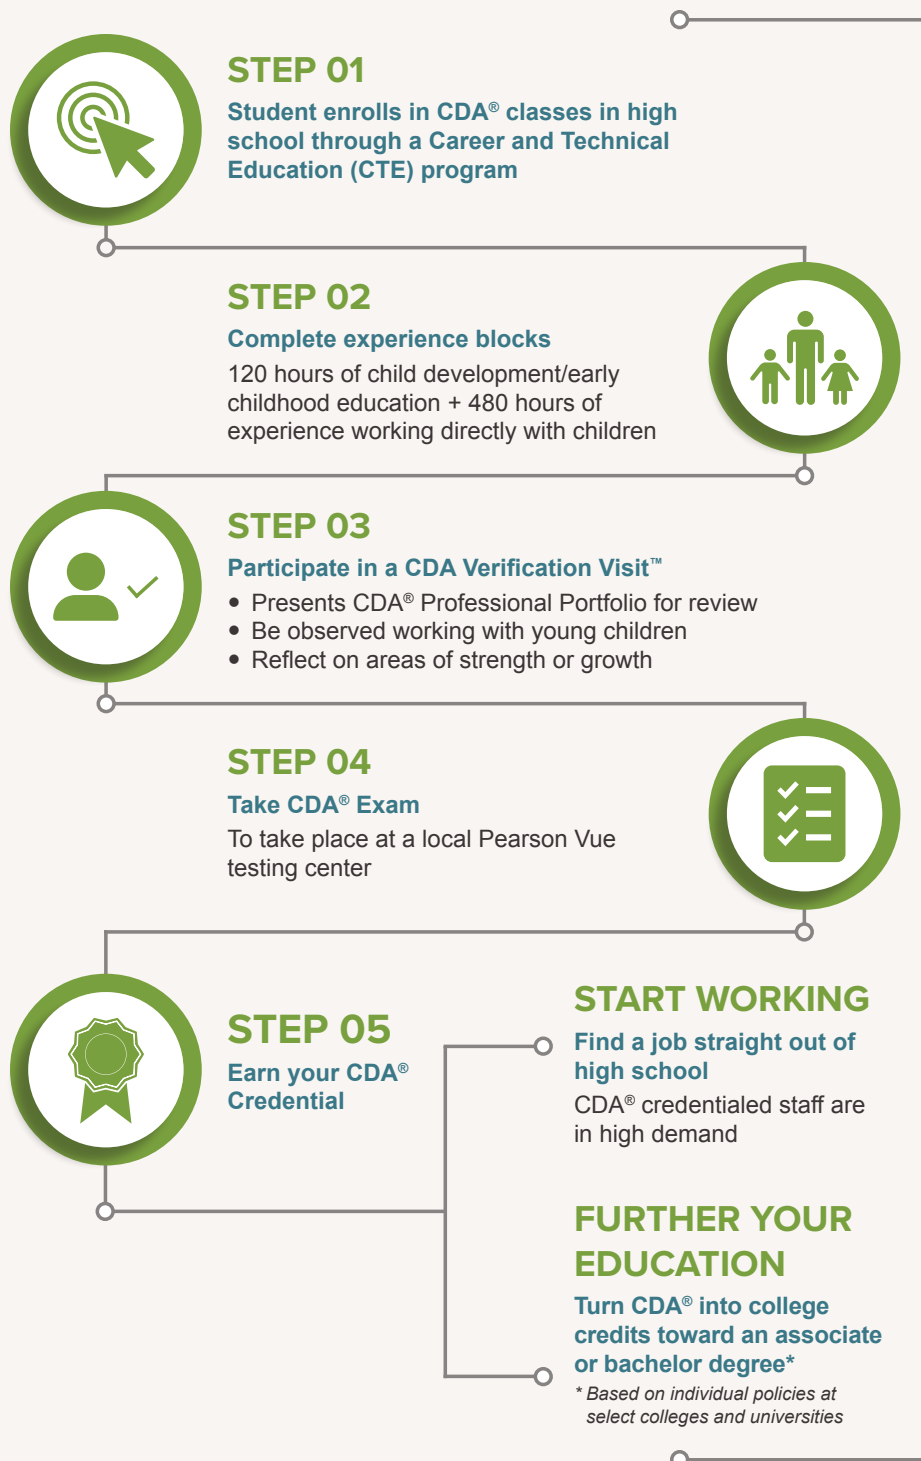 STEP 01
Student enrolls in CDA® classes in high
school through a Career and Technical
Education (CTE) program
STEP 02
Complete experience blocks
120 hours of child development/early
childhood education + 480 hours of
experience working directly with children
STEP 03
Participate in a CDA Verification Visit™
• Presents CDA® Professional Portfolio for review
• Be observed working with young children
• Reflect on areas of strength or growth
STEP 04
Take CDA® Exam
To take place at a local Pearson Vue
testing center
STEP 05
Earn your CDA®
Credential
START WORKING
Find a job straight out of
high school
CDA® credentialed staff are
in high demand
FURTHER YOUR
EDUCATION
Turn CDA® into college
credits toward an associate
or bachelor degree*
* Based on individual policies at
select colleges and universities